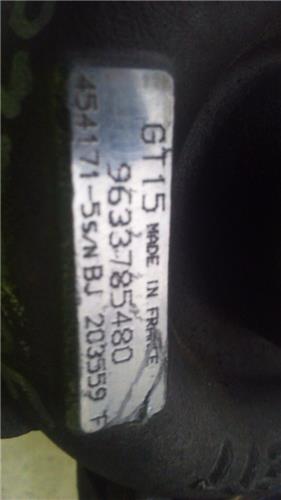 GT15 MADE IN FRANCE
9633785480
454171-5 S/N BJ 203559 F